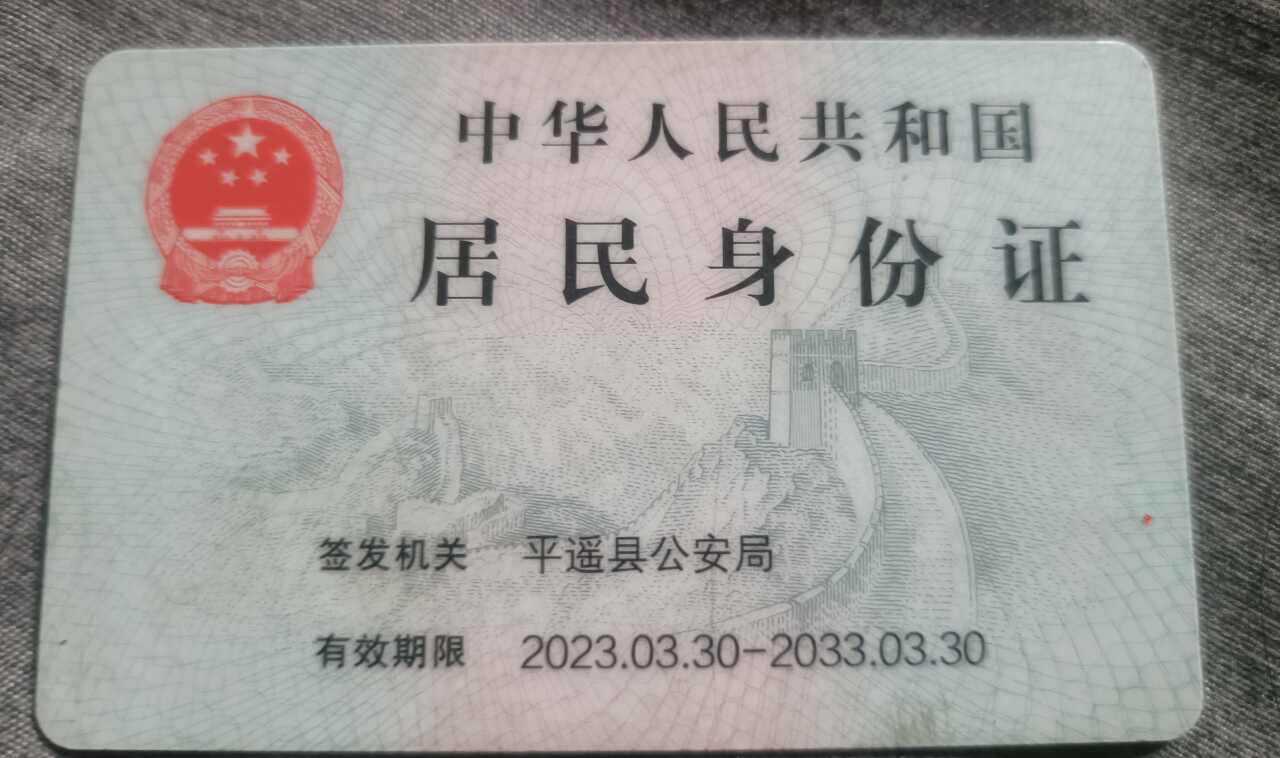 中华人民共和国
居民身份证
签发机关 平遥县公安局
有效期限 2023.03.30-2033.03.30